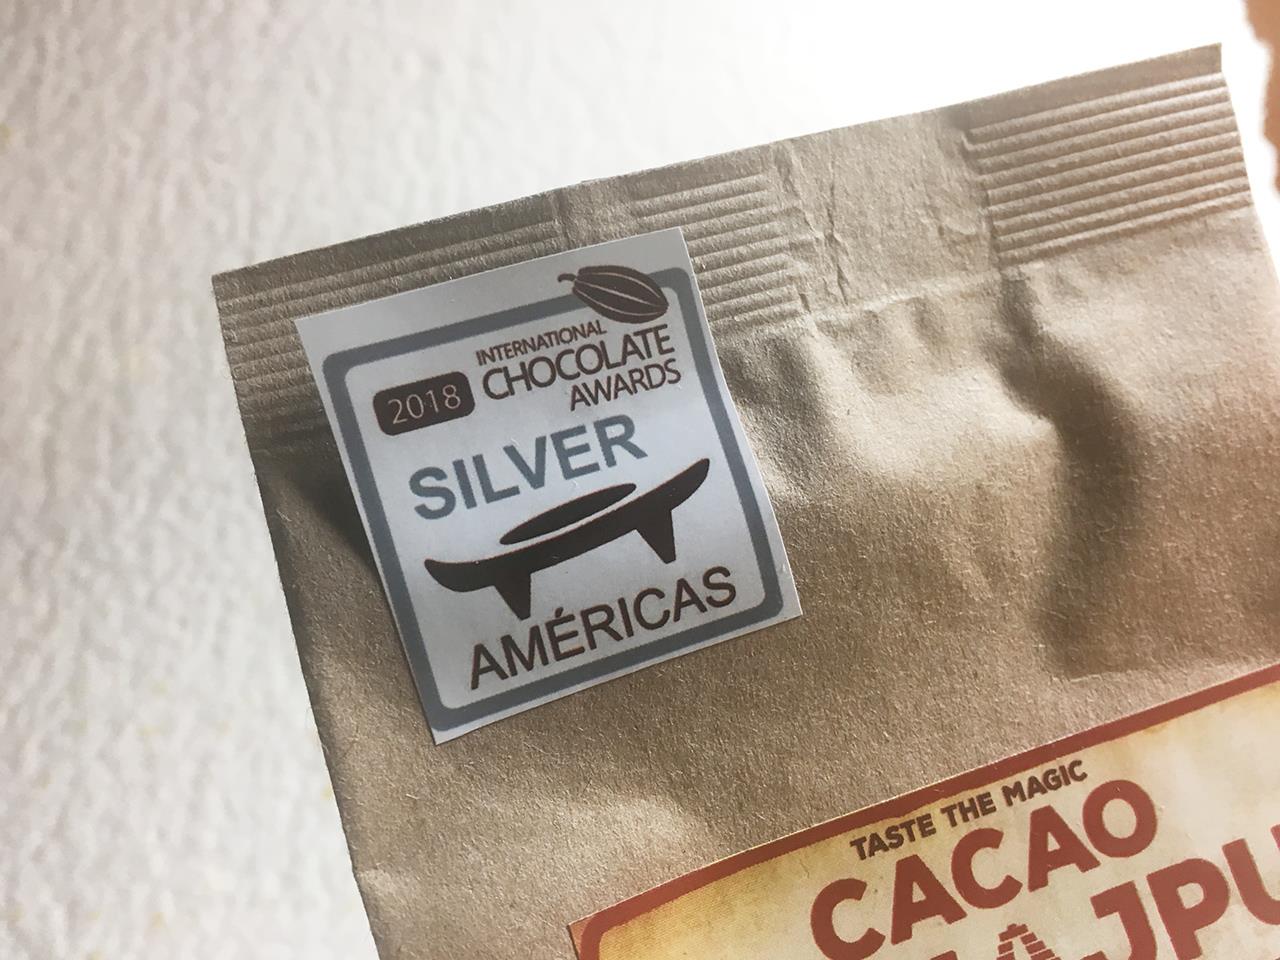 INTERNATIONAL
CHOCOLATE
2018 AWARDS
SILVER
AMÉRICAS
TASTE THE MAGIC
CACAO